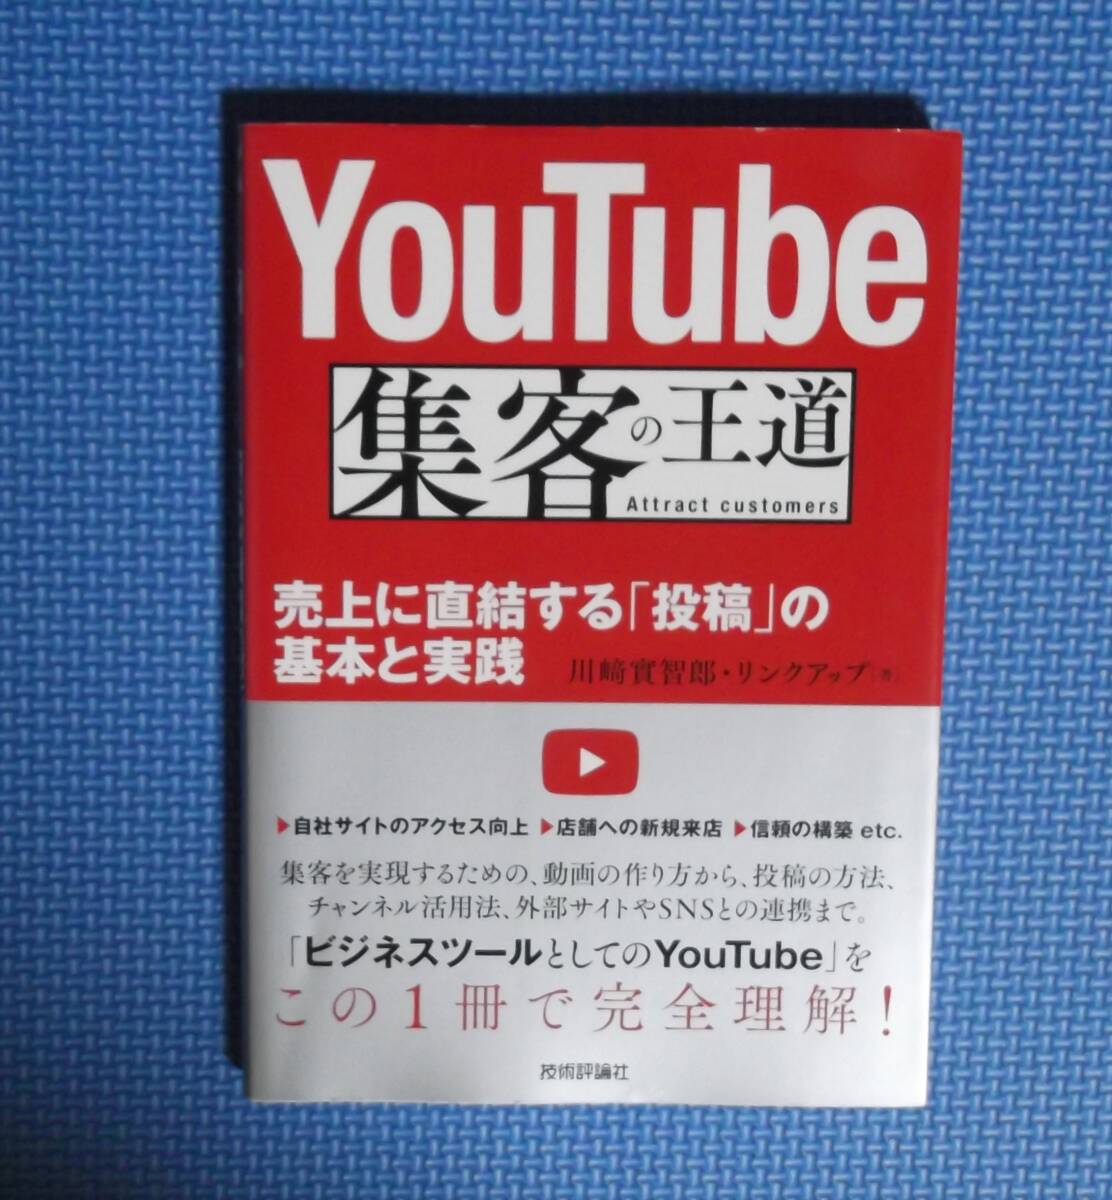 YouTube
集客の王道
Attract customers
売上に直結する「投稿」の
基本と実践
川﨑實智郎・リンクアップ[著]
▶自社サイトのアクセス向上 ▶店舗への新規来店 ▶信頼の構築 etc.
集客を実現するための、動画の作り方から、投稿の方法、
チャンネル活用法、外部サイトやSNSとの連携まで。
「ビジネスツールとしてのYouTube」を
この1冊で完全理解!
技術評論社